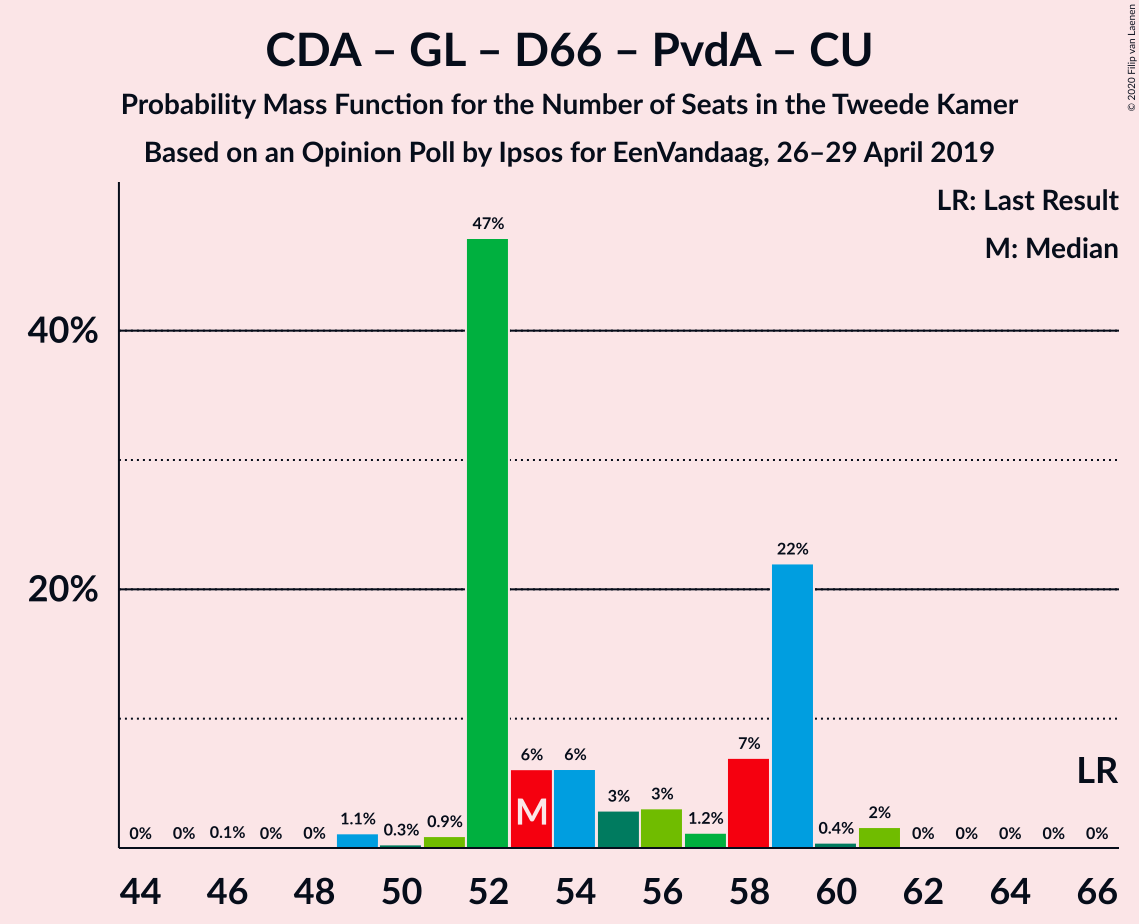 CDA – GL – D66 – PvdA – CU
Probability Mass Function for the Number of Seats in the Tweede Kamer
Based on an Opinion Poll by Ipsos for EenVandaag, 26–29 April 2019
© 2020 Filip van Laenen
LR: Last Result
M: Median
47%
40%
22%
20%
7%
6% 6%
LR
3% 3%
M
2%
1.1% 0.3% 0.9% 1.2% 0.4%
0% 0% 0.1% 0% 0% 0% 0% 0% 0% 0%
44 46 48 50 52 54 56 58 60 62 64 66